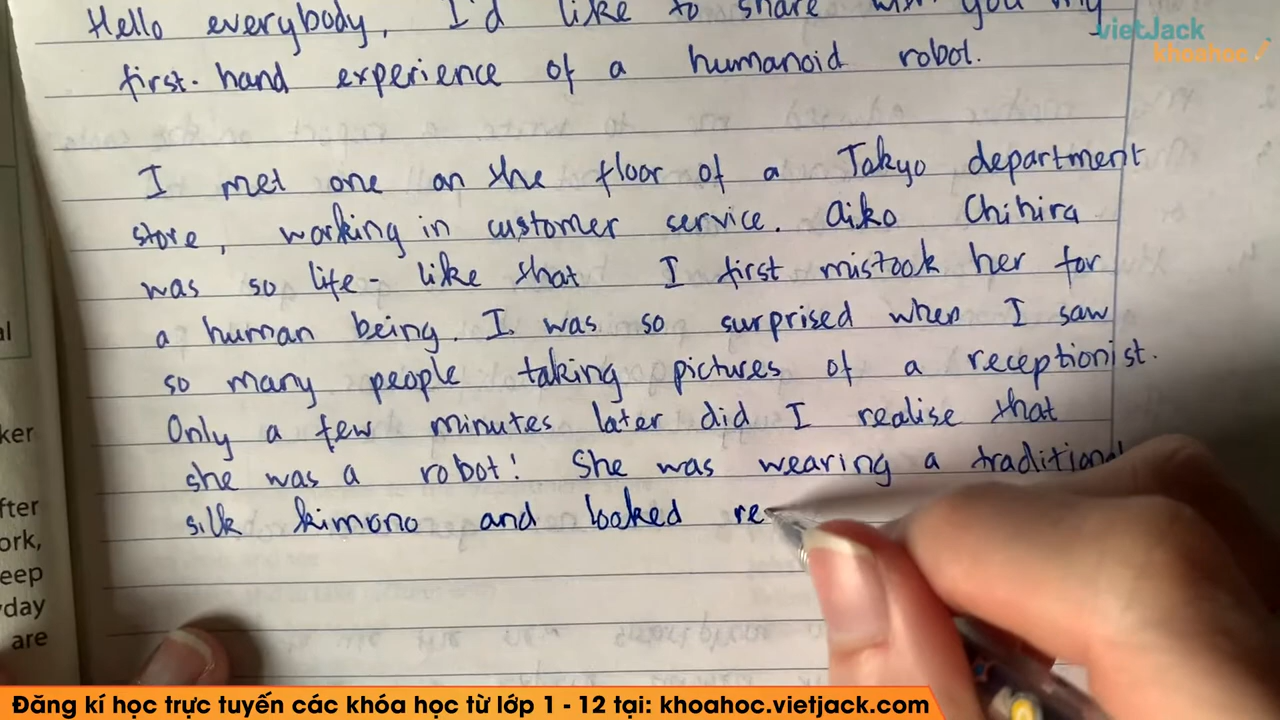 Hello everybody, I'd like to share with you my
first-hand experience of a humanoid robot.
I met one on the floor of a Tokyo department
store, working in customer service. Aiko Chihira
was so life-like that I first mistook her for
a human being. I was so surprised when I saw
so many people taking pictures of a receptionist.
Only a few minutes later did I realise that
she was a robot! She was wearing a traditional
silk kimono and looked re
al
ker
fter
ork,
eep
day
are
vietJack
khoahoc
Đăng kí học trực tuyến các khóa học từ lớp 1 - 12 tại: khoahoc.vietjack.com